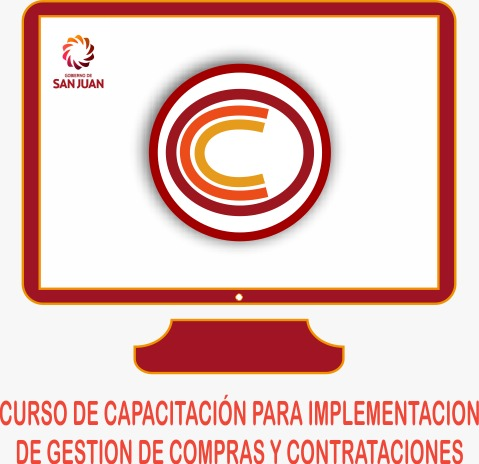 GOBIERNO DE
SAN JUAN
CURSO DE CAPACITACIÓN PARA IMPLEMENTACION
DE GESTION DE COMPRAS Y CONTRATACIONES